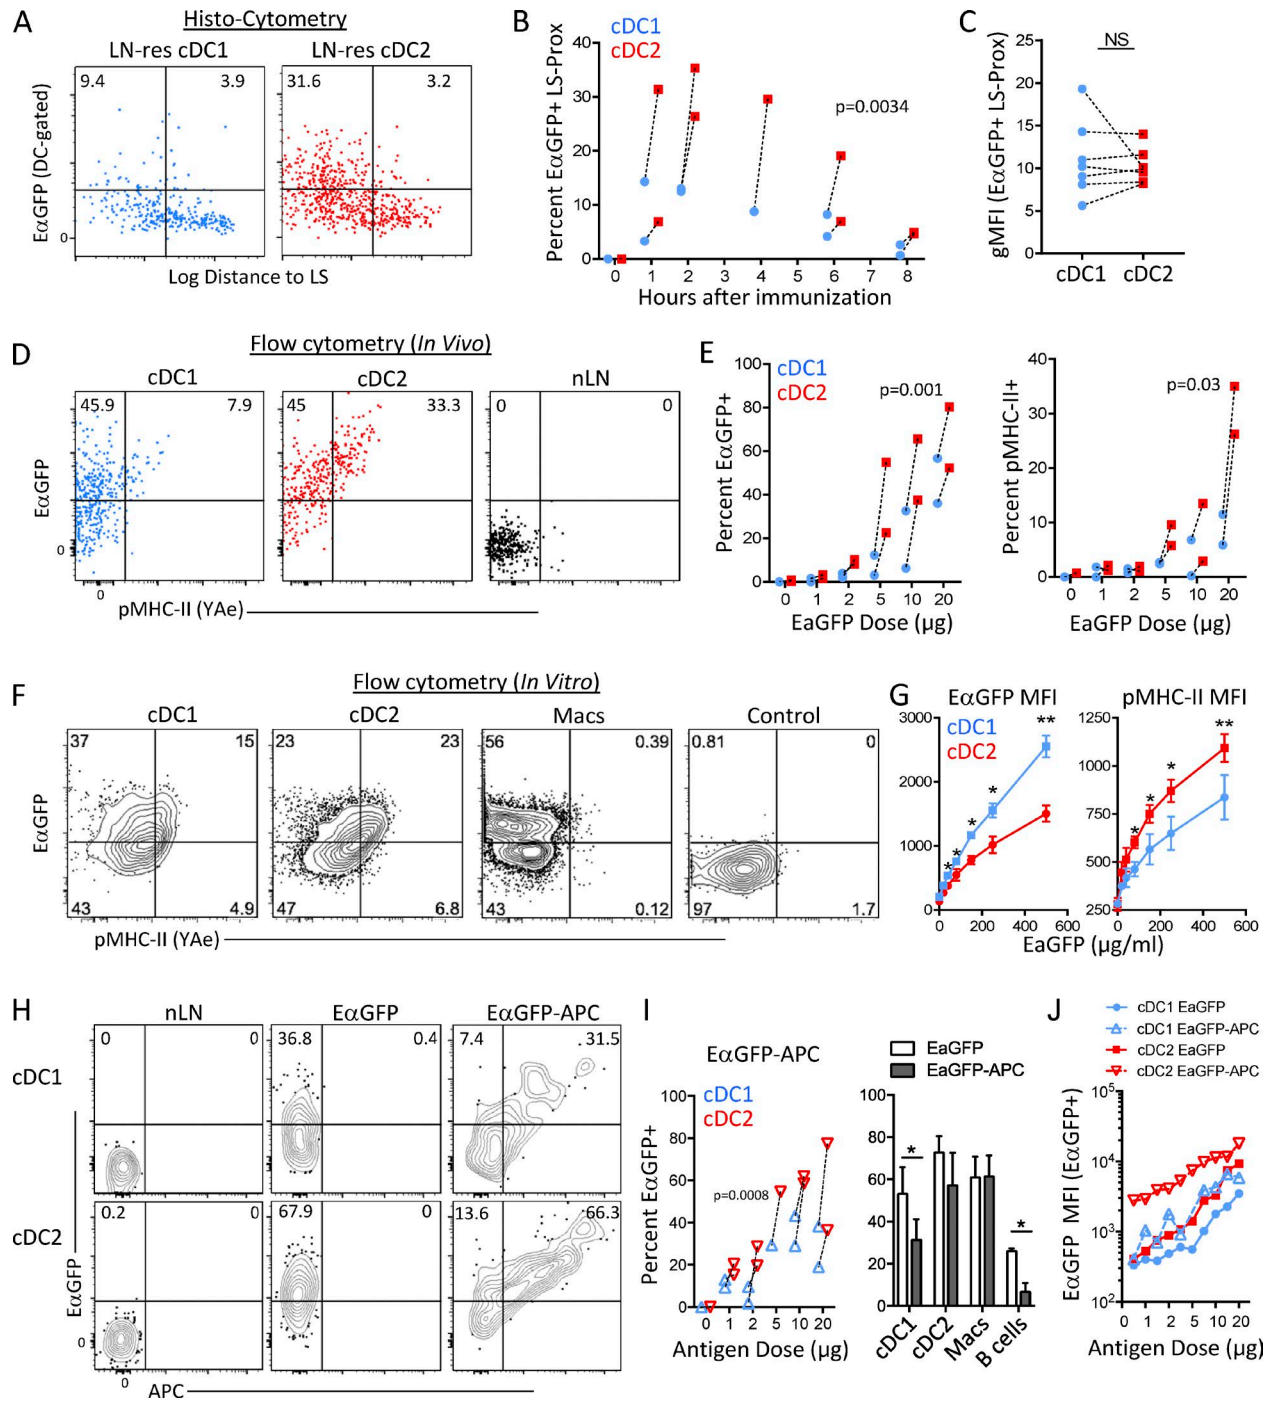 A
Histo-Cytometry
LN-res cDC1
LN-res cDC2
9.4
3.9
31.6
3.2
EαGFP (DC-gated)
0
Log Distance to LS
B
cDC1
cDC2
40
30
20
10
0
p=0.0034
Percent EαGFP+ LS-Prox
0 1 2 3 4 5 6 7 8
Hours after immunization
C
NS
25
20
15
10
5
0
gMFI (EαGFP+ LS-Prox)
cDC1 cDC2
D
Flow cytometry (In Vivo)
cDC1
cDC2
nLN
45.9
7.9
45
33.3
0
0
EαGFP
0
0
pMHC-II (YAe)
E
cDC1
cDC2
p=0.001
100
80
60
40
20
0
Percent EαGFP+
0 1 2 5 10 20
EaGFP Dose (µg)
p=0.03
40
30
20
10
0
Percent pMHC-II+
0 1 2 5 10 20
EaGFP Dose (µg)
F
Flow cytometry (In Vitro)
cDC1
cDC2
Macs
Control
37
15
23
23
56
0.39
0.81
0
EαGFP
43
4.9
47
6.8
43
0.12
97
1.7
pMHC-II (YAe)
G
EαGFP MFI
pMHC-II MFI
cDC1
cDC2
3000
2000
1000
0
* * * * **
0 200 400 600
1250
1000
750
500
250
* * * **
0 200 400 600
EaGFP (µg/ml)
H
nLN
EαGFP
EαGFP-APC
cDC1
0
0
36.8
0.4
7.4
31.5
cDC2
0.2
0
67.9
0
13.6
66.3
EαGFP
0
0
APC
I
EαGFP-APC
cDC1
cDC2
p=0.0008
100
80
60
40
20
0
Percent EαGFP+
0 1 2 5 10 20
Antigen Dose (µg)
EaGFP
EaGFP-APC
100
80
60
40
20
0
*
*
cDC1
cDC2
Macs
B cells
J
cDC1 EaGFP
cDC1 EaGFP-APC
cDC2 EaGFP
cDC2 EaGFP-APC
10⁵
10⁴
10³
10²
EαGFP MFI (EαGFP+)
0 1 2 5 10 20
Antigen Dose (µg)